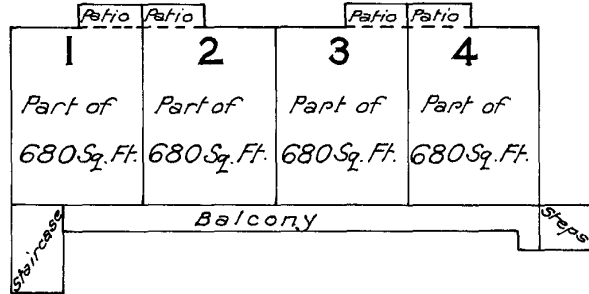 Patio Patio Patio Patio
1 2 3 4
Part of Part of Part of Part of
680 Sq. Ft. 680 Sq. Ft. 680 Sq. Ft. 680 Sq. Ft.
Staircase Balcony Steps